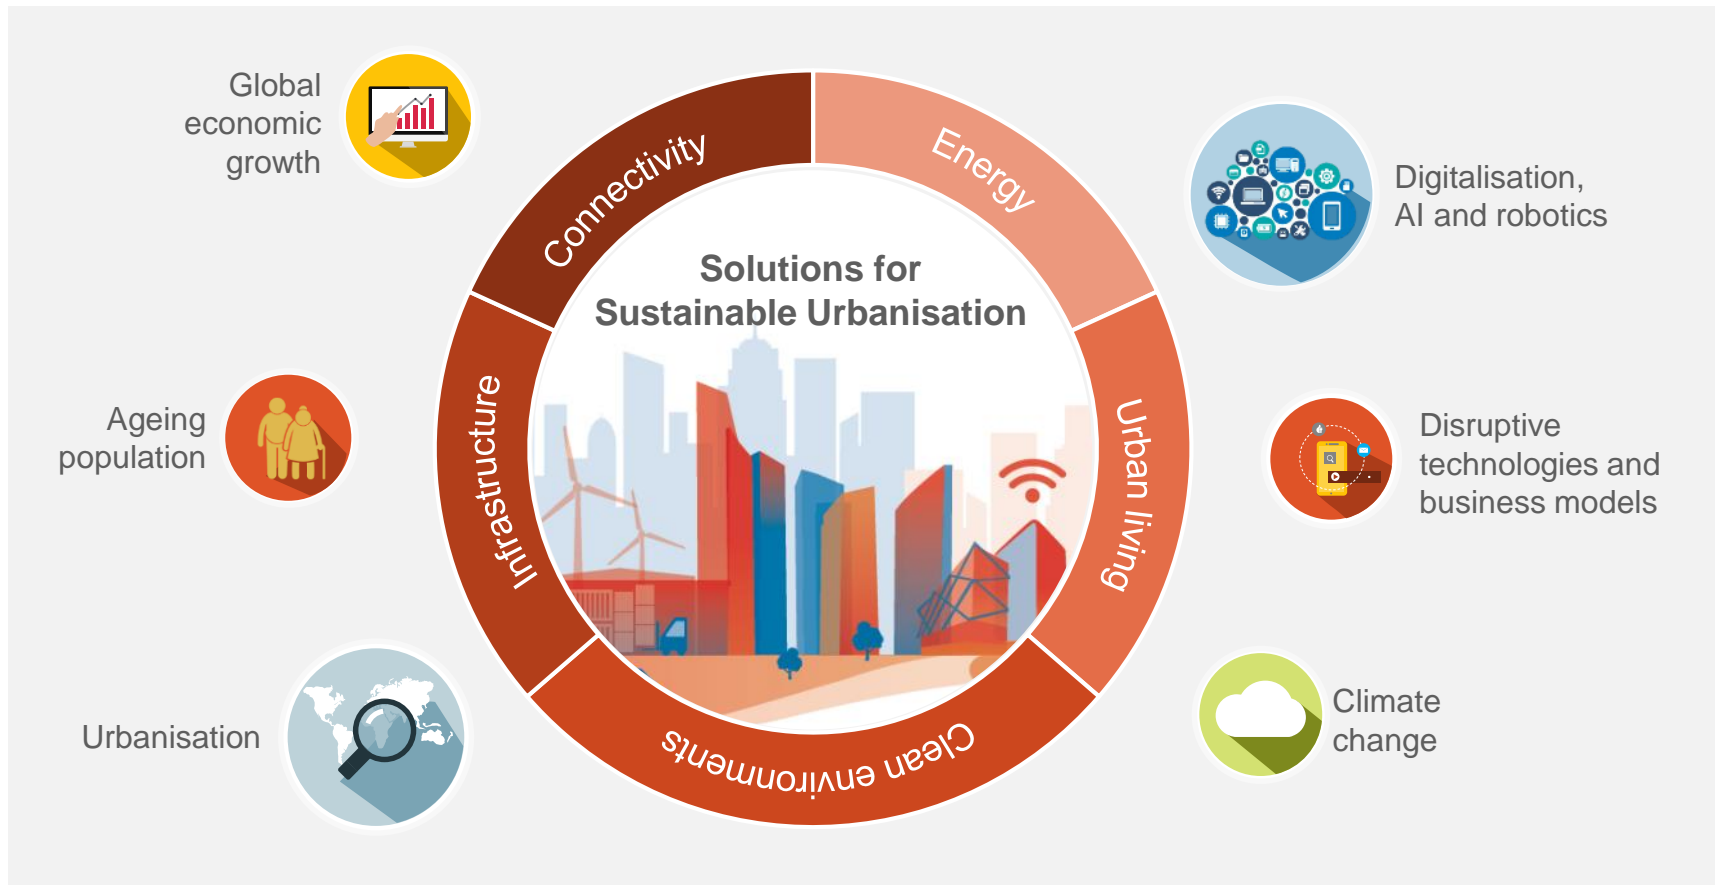 Global
economic
growth
Ageing
population
Urbanisation
Connectivity
Energy
Urban living
Clean environments
Infrastructure
Solutions for
Sustainable Urbanisation
Digitalisation,
AI and robotics
Disruptive
technologies and
business models
Climate
change